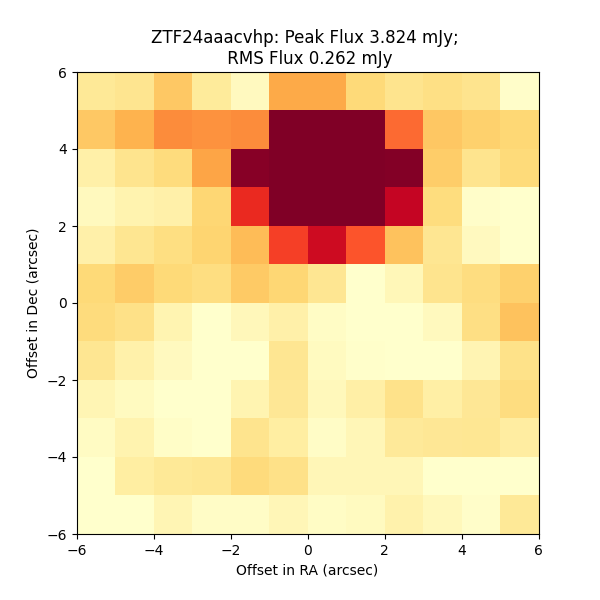 ZTF24aaacvhp: Peak Flux 3.824 mJy;
RMS Flux 0.262 mJy
6
4
2
0
−2
−4
−6
Offset in Dec (arcsec)
−6 −4 −2 0 2 4 6
Offset in RA (arcsec)